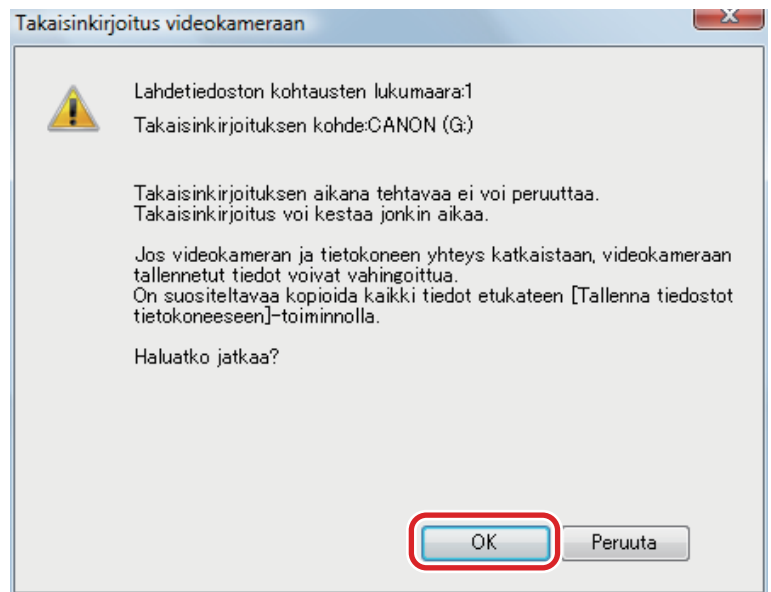 Takaisinkirjoitus videokameraan
Lahdetiedoston kohtausten lukumaara:1
Takaisinkirjoituksen kohde:CANON (G:)
Takaisinkirjoituksen aikana tehtavaa ei voi peruuttaa.
Takaisinkirjoitus voi kestaa jonkin aikaa.
Jos videokameran ja tietokoneen yhteys katkaistaan, videokameraan
tallennetut tiedot voivat vahingoittua.
On suositeltavaa kopioida kaikki tiedot etukateen [Tallenna tiedostot
tietokoneeseen]-toiminnolla.
Haluatko jatkaa?
OK Peruuta